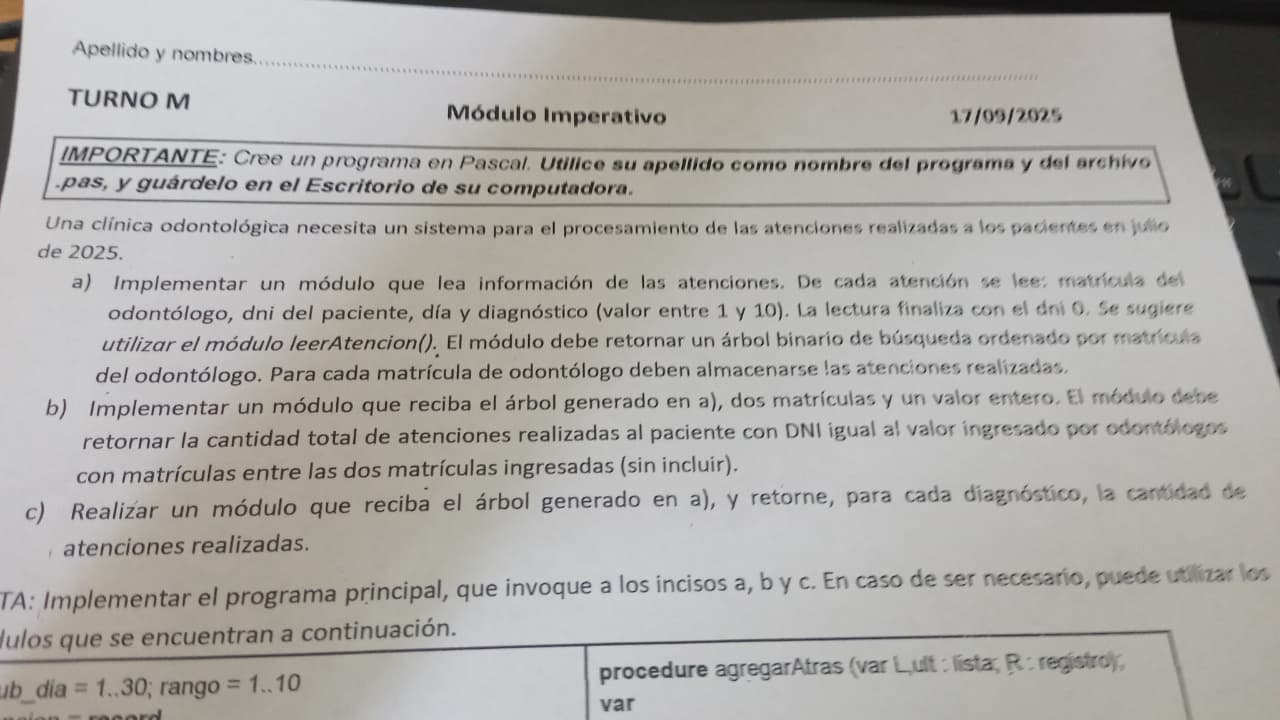 Apellido y nombres......................................................................................................
TURNO M
Módulo Imperativo
17/09/2025
IMPORTANTE: Cree un programa en Pascal. Utilice su apellido como nombre del programa y del archivo
.pas, y guárdelo en el Escritorio de su computadora.
Una clínica odontológica necesita un sistema para el procesamiento de las atenciones realizadas a los pacientes en julio
de 2025.
a) Implementar un módulo que lea información de las atenciones. De cada atención se lee: matrícula del
odontólogo, dni del paciente, día y diagnóstico (valor entre 1 y 10). La lectura finaliza con el dni 0. Se sugiere
utilizar el módulo leerAtencion(). El módulo debe retornar un árbol binario de búsqueda ordenado por matrícula
del odontólogo. Para cada matrícula de odontólogo deben almacenarse las atenciones realizadas.
b) Implementar un módulo que reciba el árbol generado en a), dos matrículas y un valor entero. El módulo debe
retornar la cantidad total de atenciones realizadas al paciente con DNI igual al valor ingresado por odontólogos
con matrículas entre las dos matrículas ingresadas (sin incluir).
c) Realizar un módulo que reciba el árbol generado en a), y retorne, para cada diagnóstico, la cantidad de
atenciones realizadas.
TA: Implementar el programa principal, que invoque a los incisos a, b y c. En caso de ser necesario, puede utilizar los
dulos que se encuentran a continuación.
ub_dia = 1..30; rango = 1..10
procedure agregarAtras (var L,ult : lista; R : registro);
var
= record